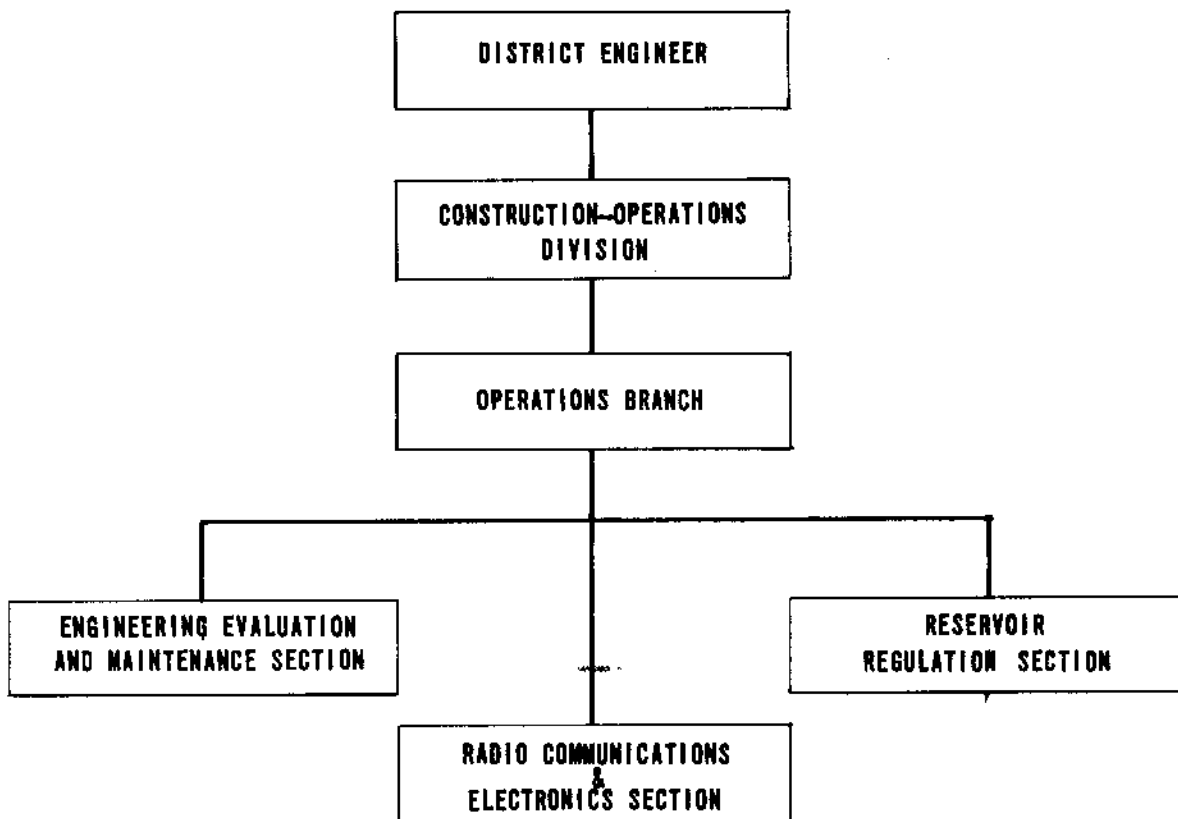 DISTRICT ENGINEER
CONSTRUCTION-OPERATIONS
DIVISION
OPERATIONS BRANCH
ENGINEERING EVALUATION
AND MAINTENANCE SECTION
RESERVOIR
REGULATION SECTION
RADIO COMMUNICATIONS
&
ELECTRONICS SECTION